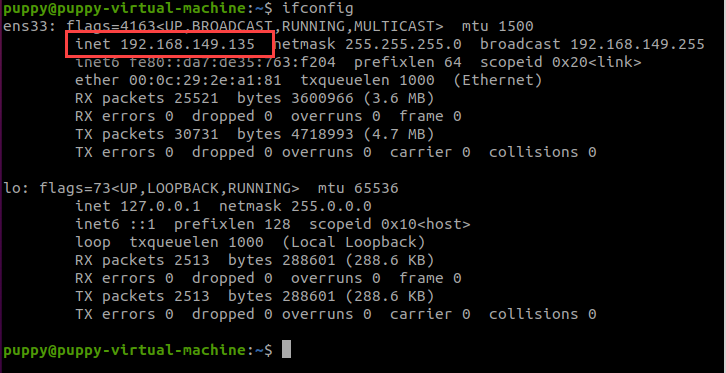 puppy@puppy-virtual-machine:~$ ifconfig
ens33: flags=4163<UP,BROADCAST,RUNNING,MULTICAST>  mtu 1500
        inet 192.168.149.135  netmask 255.255.255.0  broadcast 192.168.149.255
        inet6 fe80::da7:de35:763:f204  prefixlen 64  scopeid 0x20<link>
        ether 00:0c:29:2e:a1:81  txqueuelen 1000  (Ethernet)
        RX packets 25521  bytes 3600966 (3.6 MB)
        RX errors 0  dropped 0  overruns 0  frame 0
        TX packets 30731  bytes 4718993 (4.7 MB)
        TX errors 0  dropped 0 overruns 0  carrier 0  collisions 0

lo: flags=73<UP,LOOPBACK,RUNNING>  mtu 65536
        inet 127.0.0.1  netmask 255.0.0.0
        inet6 ::1  prefixlen 128  scopeid 0x10<host>
        loop  txqueuelen 1000  (Local Loopback)
        RX packets 2513  bytes 288601 (288.6 KB)
        RX errors 0  dropped 0  overruns 0  frame 0
        TX packets 2513  bytes 288601 (288.6 KB)
        TX errors 0  dropped 0 overruns 0  carrier 0  collisions 0

puppy@puppy-virtual-machine:~$